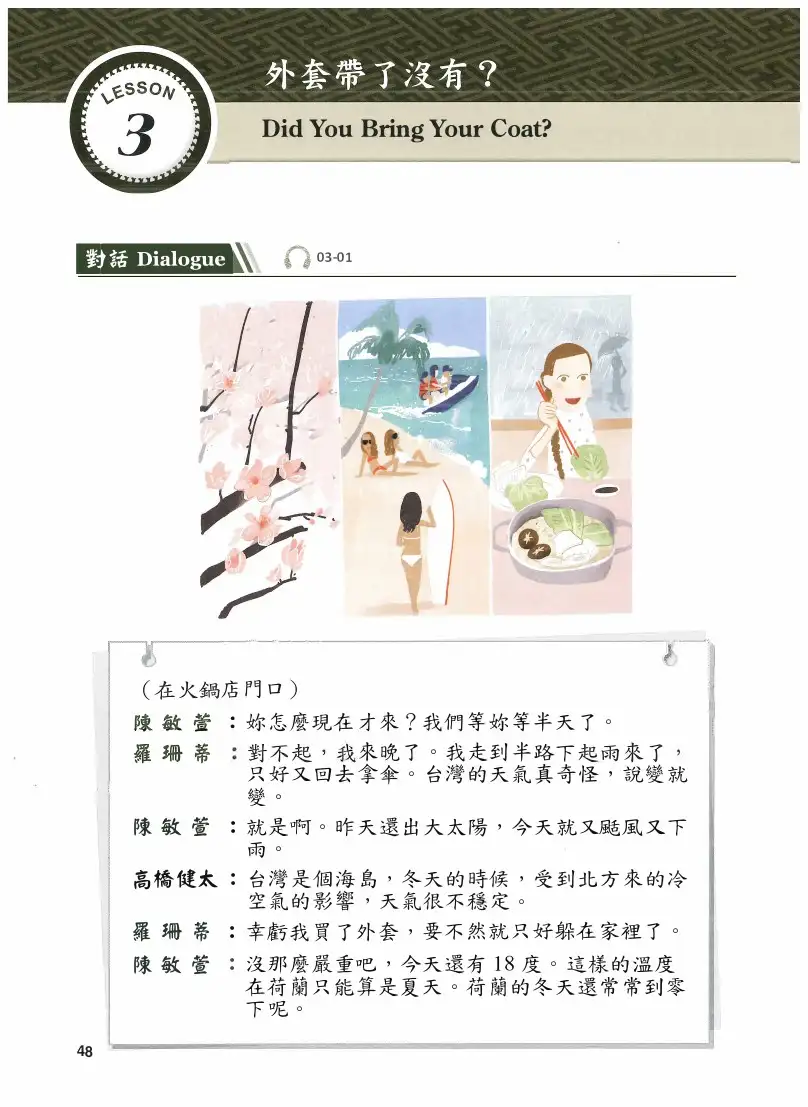 LESSON
3
外套帶了沒有？
Did You Bring Your Coat?
對話 Dialogue
03-01
（在火鍋店門口）
陳敏萱：妳怎麼現在才來？我們等妳等半天了。
羅珊蒂：對不起，我來晚了。我走到半路下起雨來了，
只好又回去拿傘。台灣的天氣真奇怪，說變就
變。
陳敏萱：就是啊。昨天還出大太陽，今天就又颳風又下
雨。
高橋健太：台灣是個海島，冬天的時候，受到北方來的冷
空氣的影響，天氣很不穩定。
羅珊蒂：幸虧我買了外套，要不然就只好躲在家裡了。
陳敏萱：沒那麼嚴重吧，今天還有 18 度。這樣的溫度
在荷蘭只能算是夏天。荷蘭的冬天還常常到零
下呢。
48